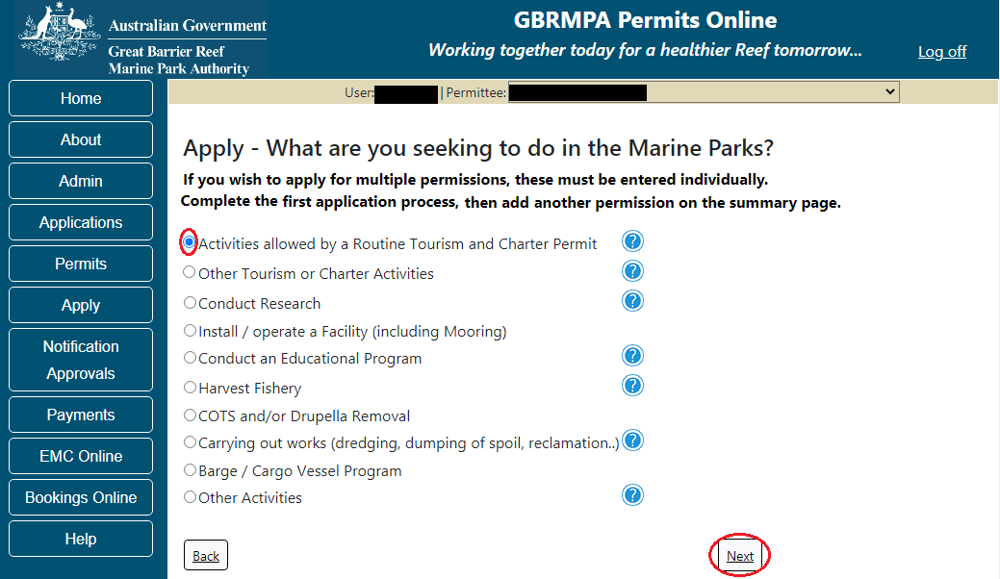 Australian Government
Great Barrier Reef
Marine Park Authority
GBRMPA Permits Online
Working together today for a healthier Reef tomorrow...
Log off
Home
About
Admin
Applications
Permits
Apply
Notification
Approvals
Payments
EMC Online
Bookings Online
Help
User: | Permittee:
Apply - What are you seeking to do in the Marine Parks?
If you wish to apply for multiple permissions, these must be entered individually.
Complete the first application process, then add another permission on the summary page.
Activities allowed by a Routine Tourism and Charter Permit ?
Other Tourism or Charter Activities ?
Conduct Research ?
Install / operate a Facility (including Mooring)
Conduct an Educational Program ?
Harvest Fishery ?
COTS and/or Drupella Removal
Carrying out works (dredging, dumping of spoil, reclamation..) ?
Barge / Cargo Vessel Program
Other Activities ?
Back Next